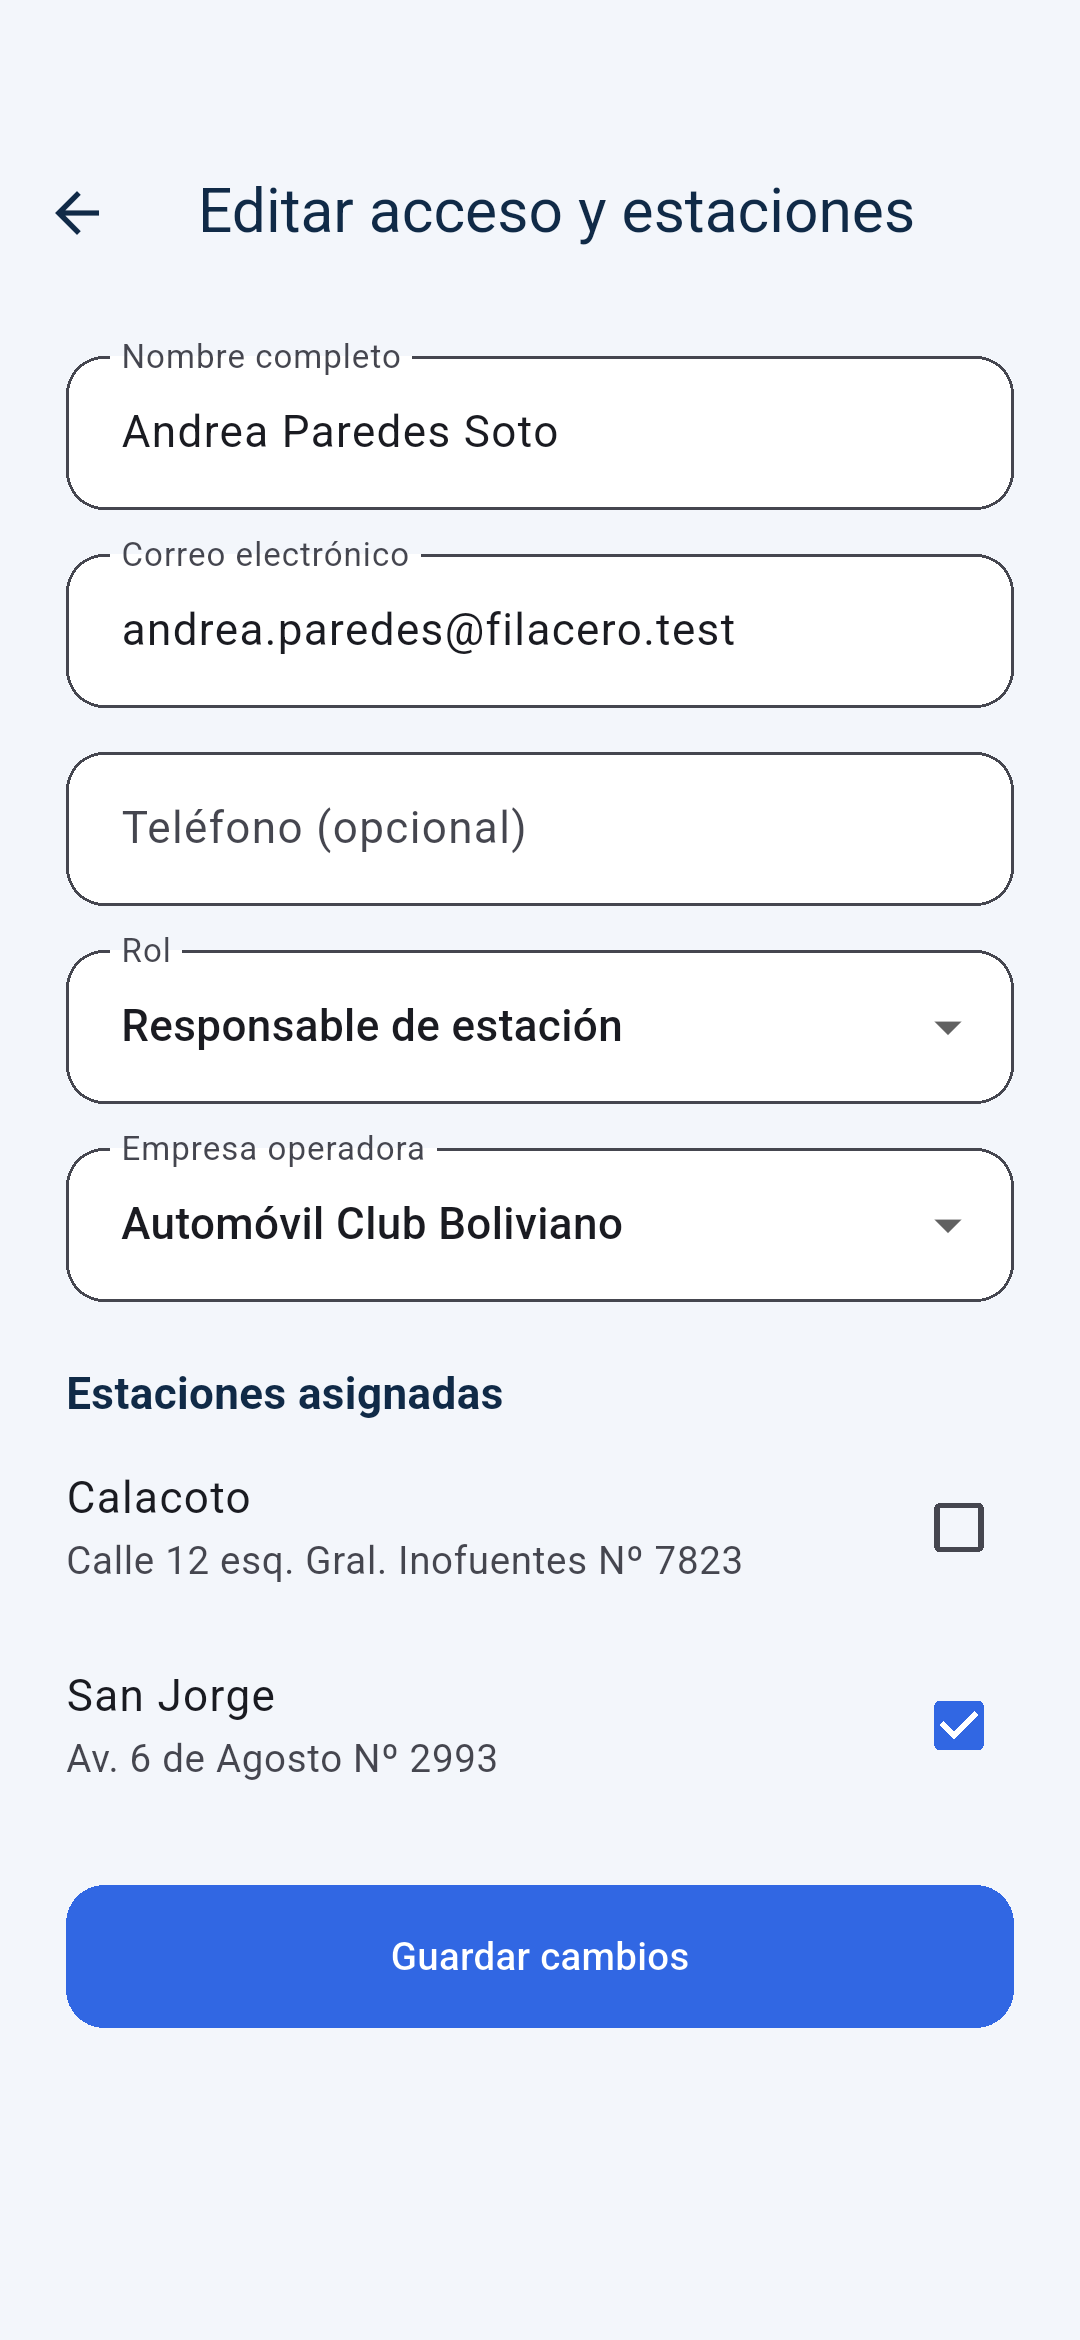 Editar acceso y estaciones
Nombre completo
Andrea Paredes Soto
Correo electrónico
andrea.paredes@filacero.test
Teléfono (opcional)
Rol
Responsable de estación
Empresa operadora
Automóvil Club Boliviano
Estaciones asignadas
Calacoto
Calle 12 esq. Gral. Inofuentes Nº 7823
San Jorge
Av. 6 de Agosto Nº 2993
Guardar cambios